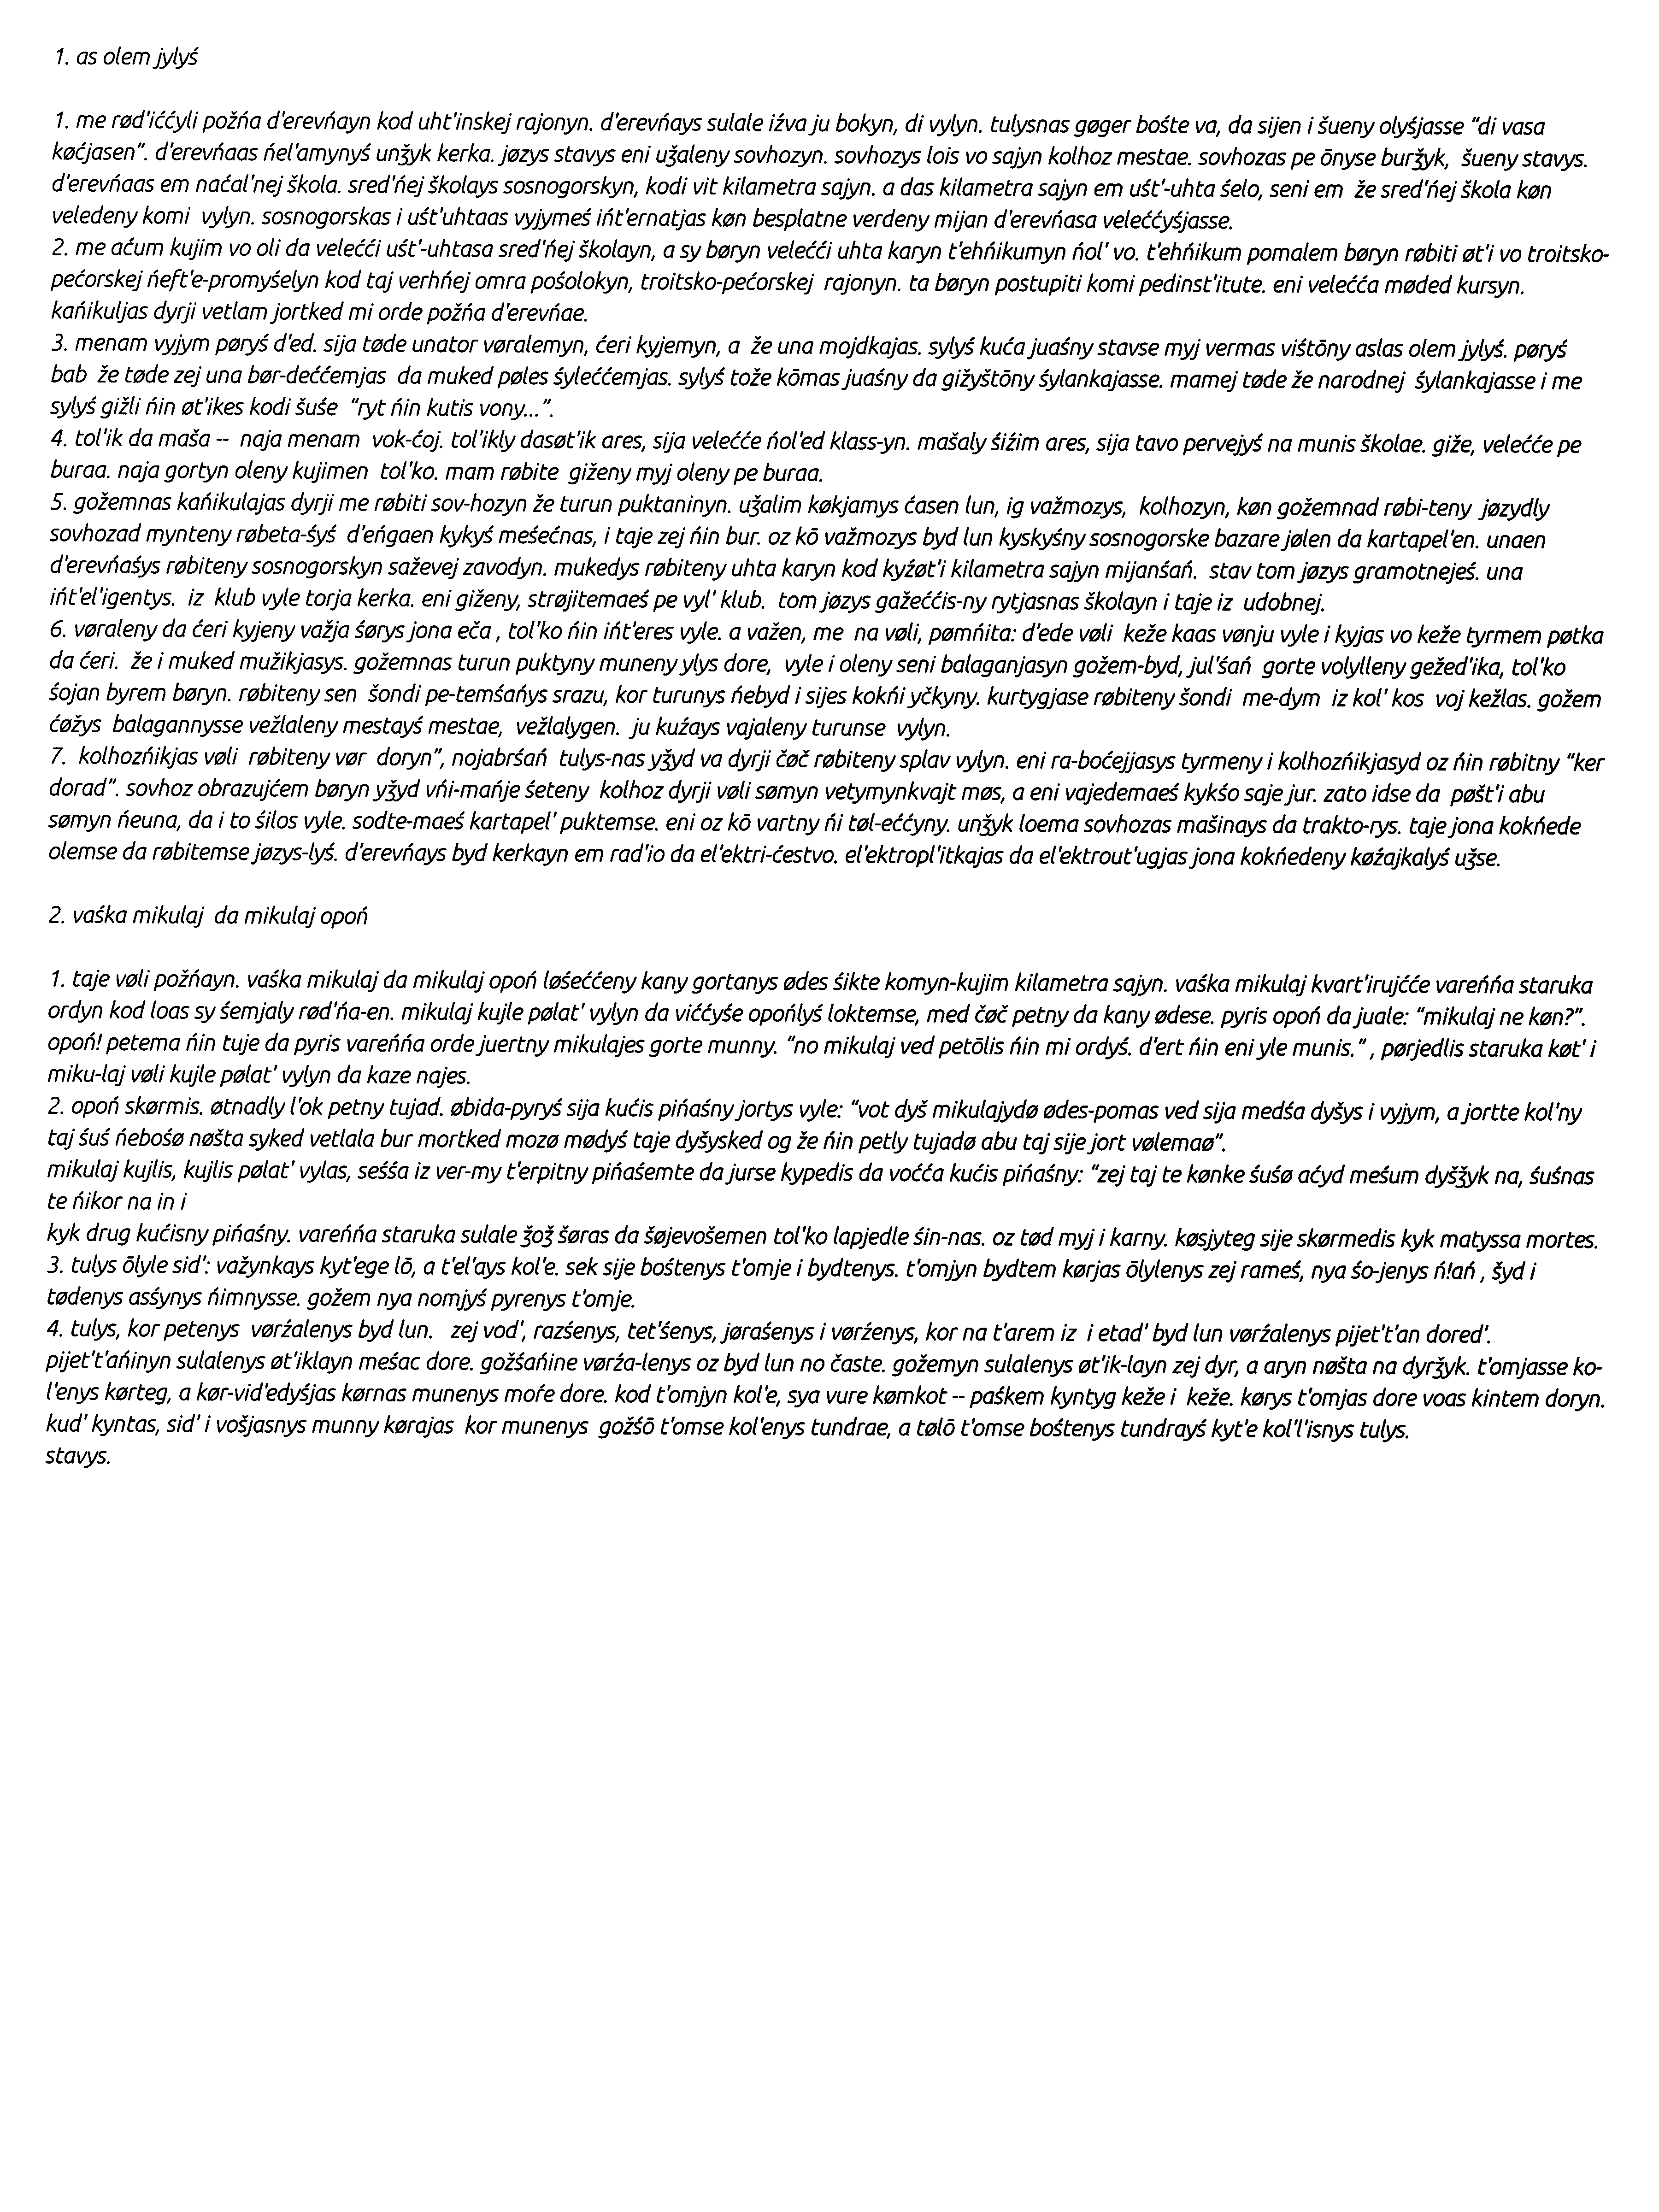 1. as olem jylyś
1. me rød'iććyli požńa d'erevńayn kod uht'inskej rajonyn. d'erevńays sulale iźva ju bokyn, di vylyn. tulysnas gøger bośte va, da sijen i šueny olyśjasse “di vasa
køćjasen”. d'erevńaas ńel'amynyś unǯyk kerka. jøzys stavys eni uǯaleny sovhozyn. sovhozys lois vo sajyn kolhoz mestae. sovhozas pe ōnyse burǯyk,  šueny stavys.
d'erevńaas em naćal'nej škola. sred'ńej školays sosnogorskyn, kodi vit kilametra sajyn. a das kilametra sajyn em uśt'-uhta śelo, seni em  že sred'ńej škola køn
veledeny komi  vylyn. sosnogorskas i uśt'uhtaas vyjymeś ińt'ernatjas køn besplatne verdeny mijan d'erevńasa veleććyśjasse.
2. me aćum kujim vo oli da velećći uśt'-uhtasa sred'ńej školayn, a sy børyn velećći uhta karyn t'ehńikumyn ńol' vo. t'ehńikum pomalem børyn røbiti øt'i vo troitsko-
pećorskej ńeft'e-promyśelyn kod taj verhńej omra pośolokyn, troitsko-pećorskej  rajonyn. ta børyn postupiti komi pedinst'itute. eni velećća møded kursyn.
kańikuljas dyrji vetlam jortked mi orde požńa d'erevńae.
3. menam vyjym pøryś d'ed. sija tøde unator vøralemyn, ćeri kyjemyn, a  že una mojdkajas. sylyś kuća juaśny stavse myj vermas viśtōny aslas olem jylyś. pøryś
bab  že tøde zej una bør-deććemjas  da muked pøles śyleććemjas. sylyś tože kōmas juaśny da gižyštōny śylankajasse. mamej tøde že narodnej  śylankajasse i me
sylyś gižli ńin øt'ikes kodi šuśe  “ryt ńin kutis vony...”.
4. tol'ik da maša --  naja menam  vok-ćoj. tol'ikly dasøt'ik ares, sija velećće ńol'ed klass-yn. mašaly śiźim ares, sija tavo pervejyś na munis školae. giže, velećće pe
buraa. naja gortyn oleny kujimen  tol'ko. mam røbite  giženy myj oleny pe buraa.
5. gožemnas kańikulajas dyrji me røbiti sov-hozyn že turun puktaninyn. uǯalim køkjamys ćasen lun, ig važmozys,  kolhozyn, køn gožemnad røbi-teny  jøzydly
sovhozad mynteny røbeta-śyś  d'eńgaen kykyś meśećnas, i taje zej ńin bur. oz kō važmozys byd lun kyskyśny sosnogorske bazare jølen da kartapel'en. unaen
d'erevńaśys røbiteny sosnogorskyn saževej zavodyn. mukedys røbiteny uhta karyn kod kyźøt'i kilametra sajyn mijanśań.  stav tom jøzys gramotnejeś. una
ińt'el'igentys.  iz  klub vyle torja kerka. eni giženy, strøjitemaeś pe vyl' klub.  tom jøzys gažeććis-ny rytjasnas školayn i taje iz  udobnej.
6. vøraleny da ćeri kyjeny važja śørys jona eča , tol'ko ńin ińt'eres vyle. a važen, me  na vøli, pømńita: d'ede vøli  keže kaas vønju vyle i kyjas vo keže tyrmem pøtka
da ćeri.  že i muked mužikjasys. gožemnas turun puktyny muneny ylys dore,  vyle i oleny seni balaganjasyn gožem-byd, jul'śań  gorte volylleny gežed'ika, tol'ko
śojan byrem børyn. røbiteny sen  šondi pe-temśańys srazu, kor turunys ńebyd i sijes kokńi yčkyny. kurtygjase røbiteny šondi  me-dym  iz kol' kos  voj kežlas. gožem
ćøžys  balagannysse vežlaleny mestayś mestae,  vežlalygen.  ju kuźays vajaleny turunse  vylyn.
7.  kolhozńikjas vøli  røbiteny vør  doryn”, nojabrśań  tulys-nas yǯyd va dyrji čøč røbiteny splav vylyn. eni ra-boćejjasys tyrmeny i kolhozńikjasyd oz ńin røbitny “ker
dorad”. sovhoz obrazujćem børyn yǯyd vńi-mańje śeteny  kolhoz dyrji vøli sømyn vetymynkvajt møs, a eni vajedemaeś kykśo saje jur. zato idse da  pøšt'i abu
sømyn ńeuna, da i to śilos vyle. sodte-maeś kartapel' puktemse. eni oz kō vartny ńi tøl-eććyny. unǯyk loema sovhozas mašinays da trakto-rys. taje jona kokńede
olemse da røbitemse jøzys-lyś. d'erevńays byd kerkayn em rad'io da el'ektri-ćestvo. el'ektropl'itkajas da el'ektrout'ugjas jona kokńedeny køźajkalyś uǯse.
2. vaśka mikulaj  da mikulaj opoń
1. taje vøli požńayn. vaśka mikulaj da mikulaj opoń løśeććeny kany gortanys ødes śikte komyn-kujim kilametra sajyn. vaśka mikulaj kvart'irujćće vareńńa staruka
ordyn kod loas sy śemjaly rød'ńa-en. mikulaj kujle pølat' vylyn da viććyśe opońlyś loktemse, med čøč petny da kany ødese. pyris opoń da juale: “mikulaj ne køn?”.
opoń! petema ńin tuje da pyris vareńńa orde juertny mikulajes gorte munny. “no mikulaj ved petōlis ńin mi ordyś. d'ert ńin eni yle munis.” , pørjedlis staruka køt' i
miku-laj vøli kujle pølat' vylyn da kaze najes.
2. opoń skørmis. øtnadly l'ok petny tujad. øbida-pyryś sija kućis pińaśny jortys vyle: “vot dyš mikulajydø ødes-pomas ved sija medśa dyšys i vyjym, a jortte kol'ny
taj śuś ńebośø nøšta syked vetlala bur mortked mozø mødyś taje dyšysked og že ńin petly tujadø abu taj sije jort vølemaø”.
mikulaj kujlis, kujlis pølat' vylas, seśśa iz ver-my t'erpitny pińaśemte da jurse kypedis da voćća kućis pińaśny: “zej taj te kønke śuśø aćyd meśum dyšǯyk na, śuśnas
te ńikor na in i
kyk drug kućisny pińaśny. vareńńa staruka sulale ǯoǯ šøras da šøjevošemen tol'ko lapjedle śin-nas. oz tød myj i karny. køsjyteg sije skørmedis kyk matyssa mortes.
3. tulys ōlyle sid': važynkays kyt'ege lō, a t'el'ays kol'e. sek sije bośtenys t'omje i bydtenys. t'omjyn bydtem kørjas ōlylenys zej rameś, nya śo-jenys ń!ań , šyd i
tødenys asśynys ńimnysse. gožem nya nomjyś pyrenys t'omje.
4. tulys, kor petenys  vørźalenys byd lun.   zej vod', razśenys, tet'śenys, jøraśenys i vørźenys, kor na t'arem iz  i etad' byd lun vørźalenys pijet't'an dored'.
pijet't'ańinyn sulalenys øt'iklayn meśac dore. gožśańine vørźa-lenys oz byd lun no časte. gožemyn sulalenys øt'ik-layn zej dyr, a aryn nøšta na dyrǯyk. t'omjasse ko-
l'enys kørteg, a kør-vid'edyśjas kørnas munenys moŕe dore. kod t'omjyn kol'e, sya vure kømkot -- paśkem kyntyg keže i  keže. kørys t'omjas dore voas kintem doryn.
kud' kyntas, sid' i vošjasnys munny kørajas  kor munenys  gožśō t'omse kol'enys tundrae, a tølō t'omse bośtenys tundrayś kyt'e kol'l'isnys tulys.
stavys.